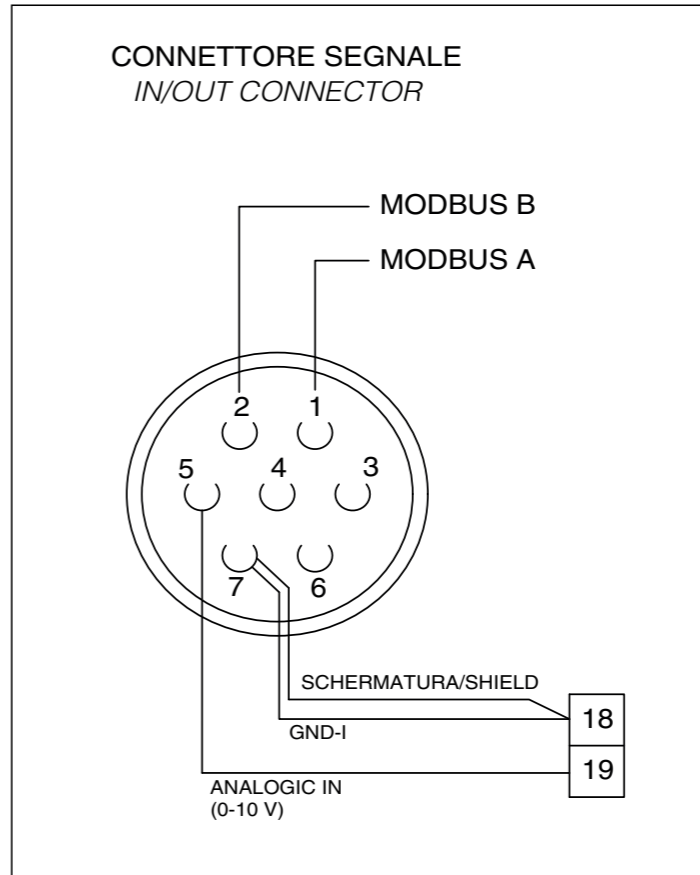 CONNETTORE SEGNALE
IN/OUT CONNECTOR
MODBUS B
MODBUS A
2 1
5 4 3
7 6
SCHERMATURA/SHIELD
18
GND-I
19
ANALOGIC IN
(0-10 V)